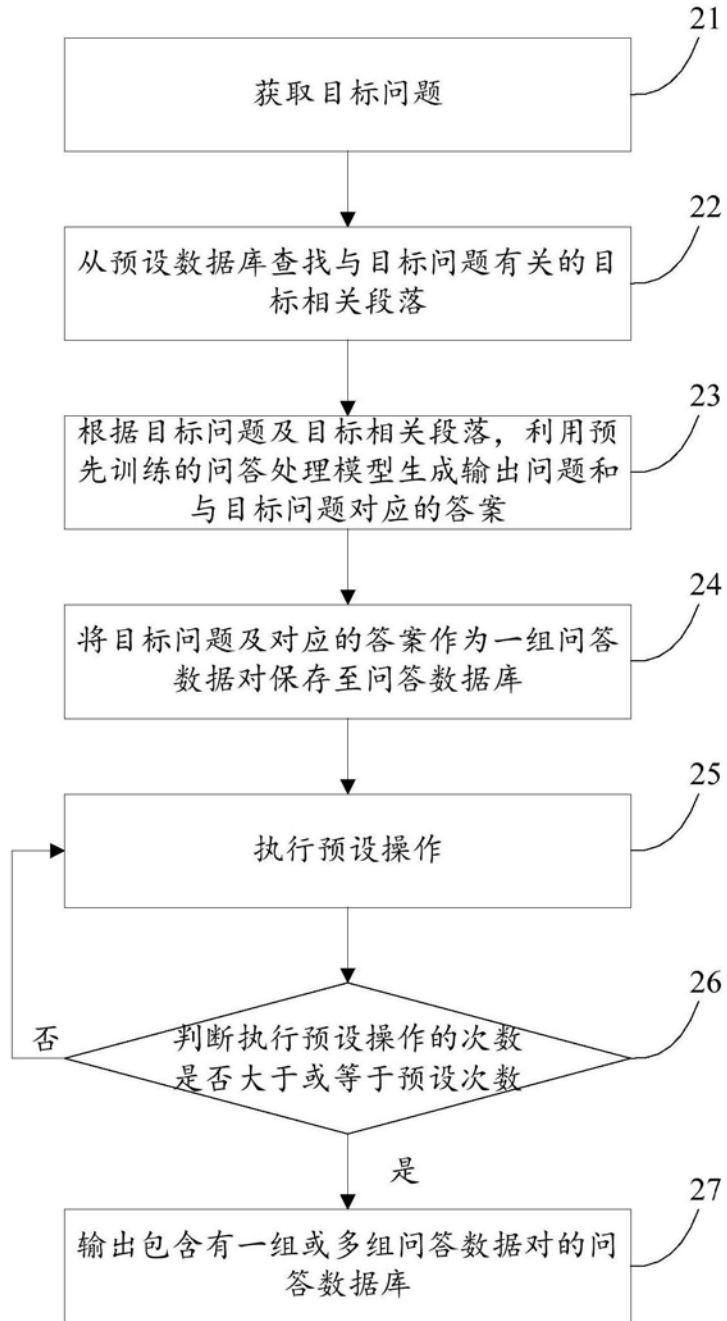 21
获取目标问题
22
从预设数据库查找与目标问题有关的目
标相关段落
23
根据目标问题及目标相关段落，利用预
先训练的问答处理模型生成输出问题和
与目标问题对应的答案
24
将目标问题及对应的答案作为一组问答
数据对保存至问答数据库
25
执行预设操作
26
判断执行预设操作的次数
是否大于或等于预设次数
否
是
27
输出包含有一组或多组问答数据对的问
答数据库